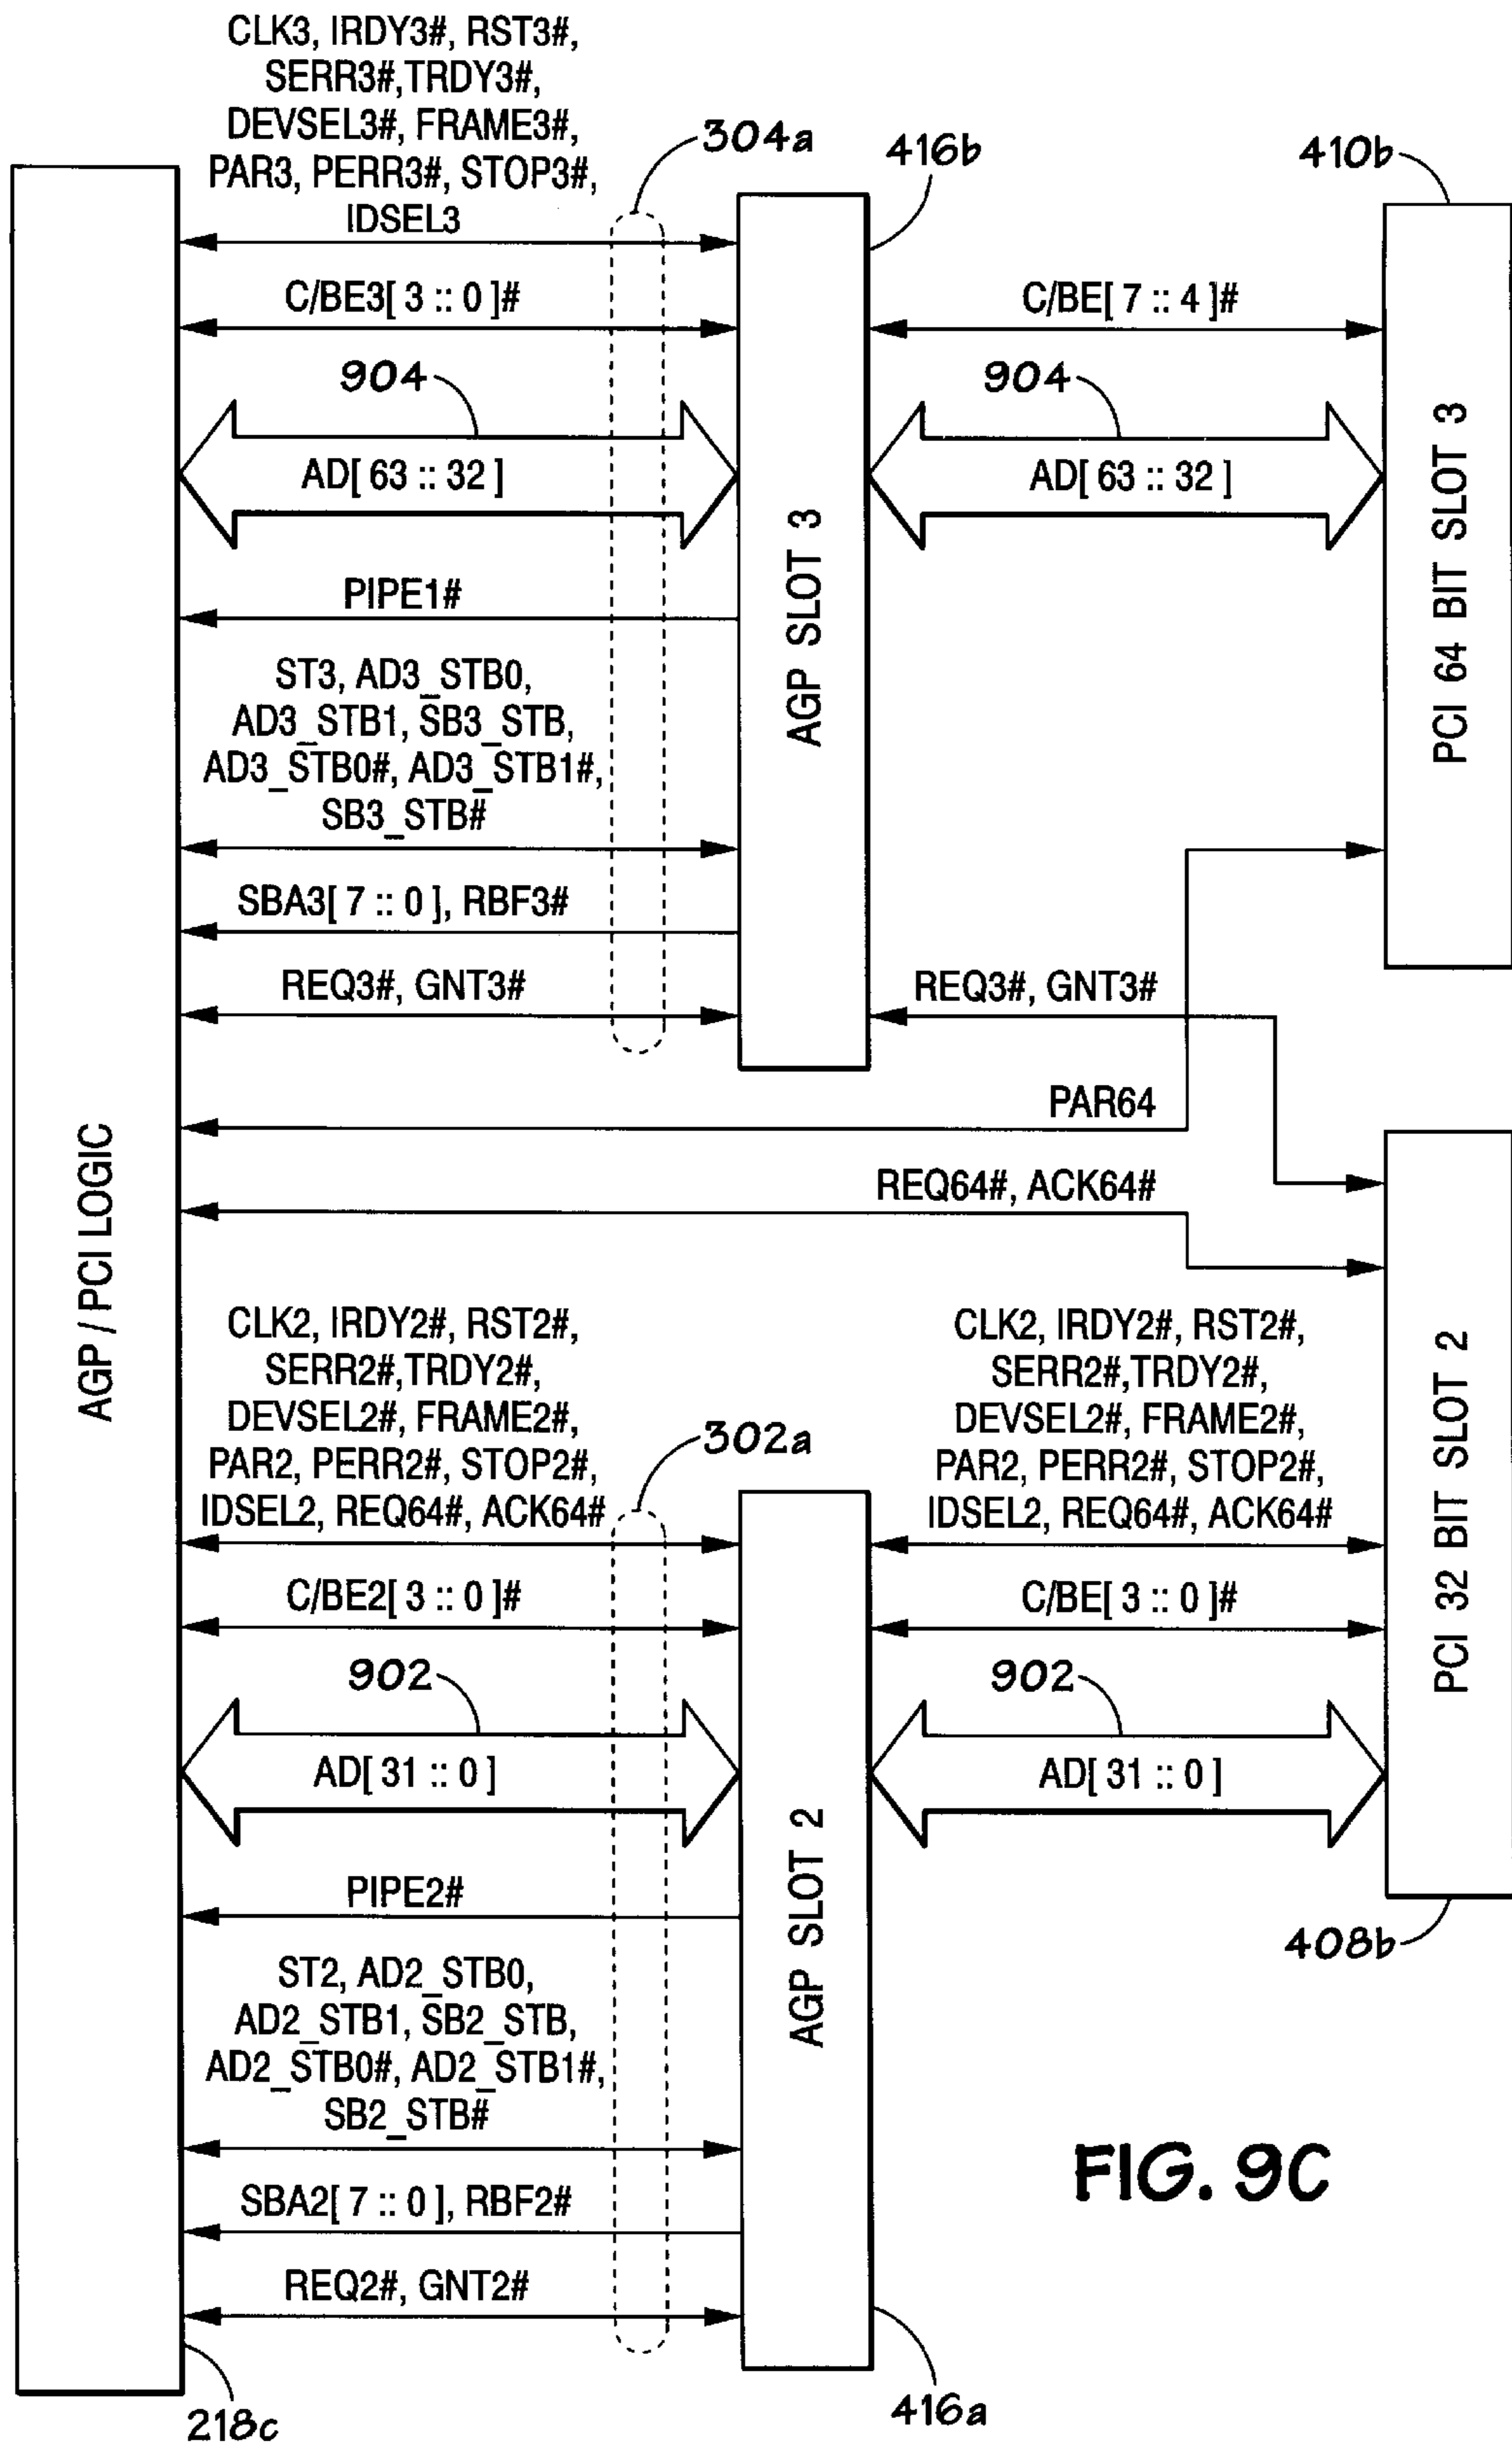 CLK3, IRDY3#, RST3#,
SERR3#,TRDY3#,
DEVSEL3#, FRAME3#,
PAR3, PERR3#, STOP3#,
IDSEL3
304a
416b
410b
C/BE3[ 3 :: 0 ]#
C/BE[ 7 :: 4 ]#
904
904
AD[ 63 :: 32 ]
AD[ 63 :: 32 ]
PIPE1#
AGP SLOT 3
PCI 64 BIT SLOT 3
ST3, AD3_STB0,
AD3_STB1, SB3_STB,
AD3_STB0#, AD3_STB1#,
SB3_STB#
SBA3[ 7 :: 0 ], RBF3#
REQ3#, GNT3#
REQ3#, GNT3#
PAR64
REQ64#, ACK64#
AGP / PCI LOGIC
CLK2, IRDY2#, RST2#,
SERR2#,TRDY2#,
DEVSEL2#, FRAME2#,
PAR2, PERR2#, STOP2#,
IDSEL2, REQ64#, ACK64#
302a
CLK2, IRDY2#, RST2#,
SERR2#,TRDY2#,
DEVSEL2#, FRAME2#,
PAR2, PERR2#, STOP2#,
IDSEL2, REQ64#, ACK64#
PCI 32 BIT SLOT 2
C/BE2[ 3 :: 0 ]#
C/BE[ 3 :: 0 ]#
902
902
AD[ 31 :: 0 ]
AD[ 31 :: 0 ]
AGP SLOT 2
PIPE2#
408b
ST2, AD2_STB0,
AD2_STB1, SB2_STB,
AD2_STB0#, AD2_STB1#,
SB2_STB#
SBA2[ 7 :: 0 ], RBF2#
REQ2#, GNT2#
FIG. 9C
218c
416a